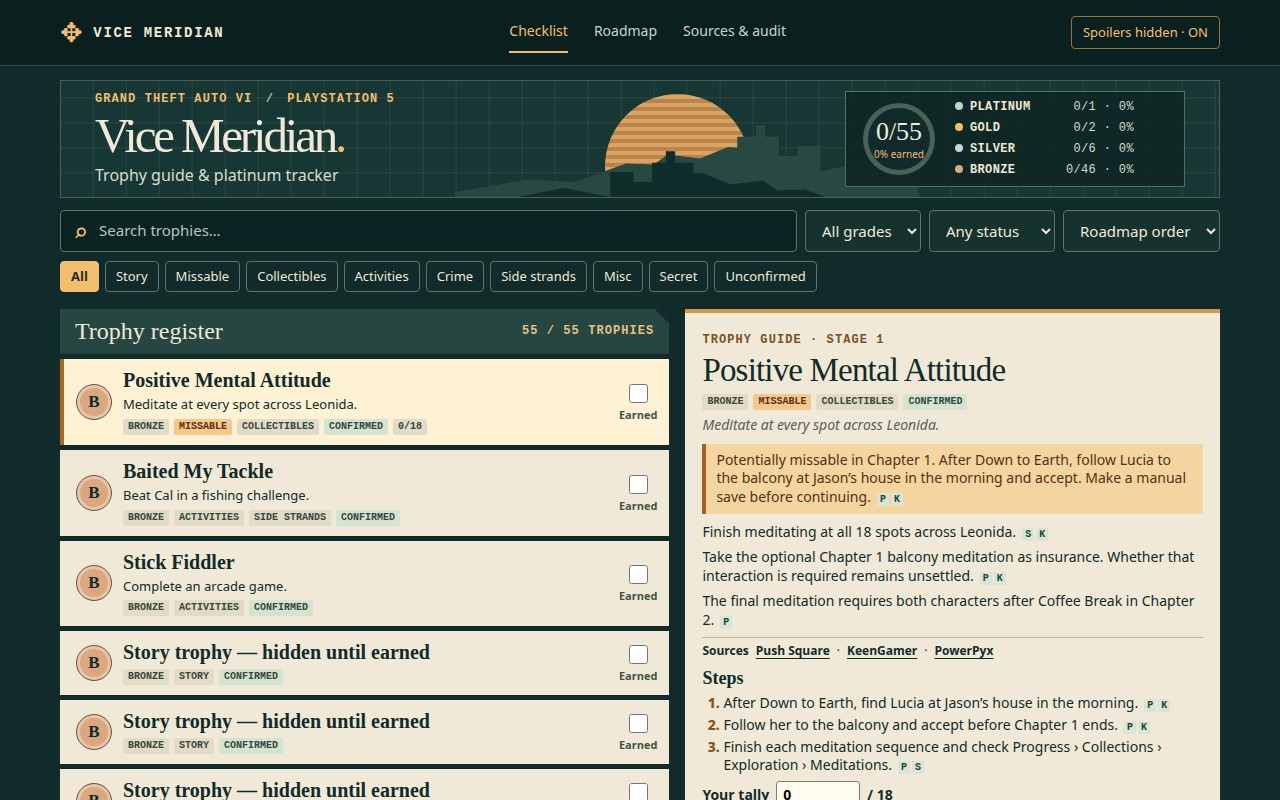 VICE MERIDIAN
Checklist
Roadmap
Sources & audit
Spoilers hidden · ON
GRAND THEFT AUTO VI / PLAYSTATION 5
Vice Meridian.
Trophy guide & platinum tracker
0/55
0% earned
PLATINUM 0/1 · 0%
GOLD 0/2 · 0%
SILVER 0/6 · 0%
BRONZE 0/46 · 0%
Search trophies…
All grades
Any status
Roadmap order
All
Story
Missable
Collectibles
Activities
Crime
Side strands
Misc
Secret
Unconfirmed
Trophy register
55 / 55 TROPHIES
B
Positive Mental Attitude
Meditate at every spot across Leonida.
BRONZE MISSABLE COLLECTIBLES CONFIRMED 0/18
Earned
B
Baited My Tackle
Beat Cal in a fishing challenge.
BRONZE ACTIVITIES SIDE STRANDS CONFIRMED
Earned
B
Stick Fiddler
Complete an arcade game.
BRONZE ACTIVITIES CONFIRMED
Earned
B
Story trophy — hidden until earned
BRONZE STORY CONFIRMED
Earned
B
Story trophy — hidden until earned
BRONZE STORY CONFIRMED
Earned
B
Story trophy — hidden until earned
TROPHY GUIDE · STAGE 1
Positive Mental Attitude
BRONZE MISSABLE COLLECTIBLES CONFIRMED
Meditate at every spot across Leonida.
Potentially missable in Chapter 1. After Down to Earth, follow Lucia to
the balcony at Jason's house in the morning and accept. Make a manual
save before continuing. P K
Finish meditating at all 18 spots across Leonida. S K
Take the optional Chapter 1 balcony meditation as insurance. Whether that
interaction is required remains unsettled. P K
The final meditation requires both characters after Coffee Break in Chapter
2. P
Sources Push Square · KeenGamer · PowerPyx
Steps
1. After Down to Earth, find Lucia at Jason's house in the morning. P K
2. Follow her to the balcony and accept before Chapter 1 ends. P K
3. Finish each meditation sequence and check Progress › Collections ›
Exploration › Meditations. P S
Your tally 0 / 18